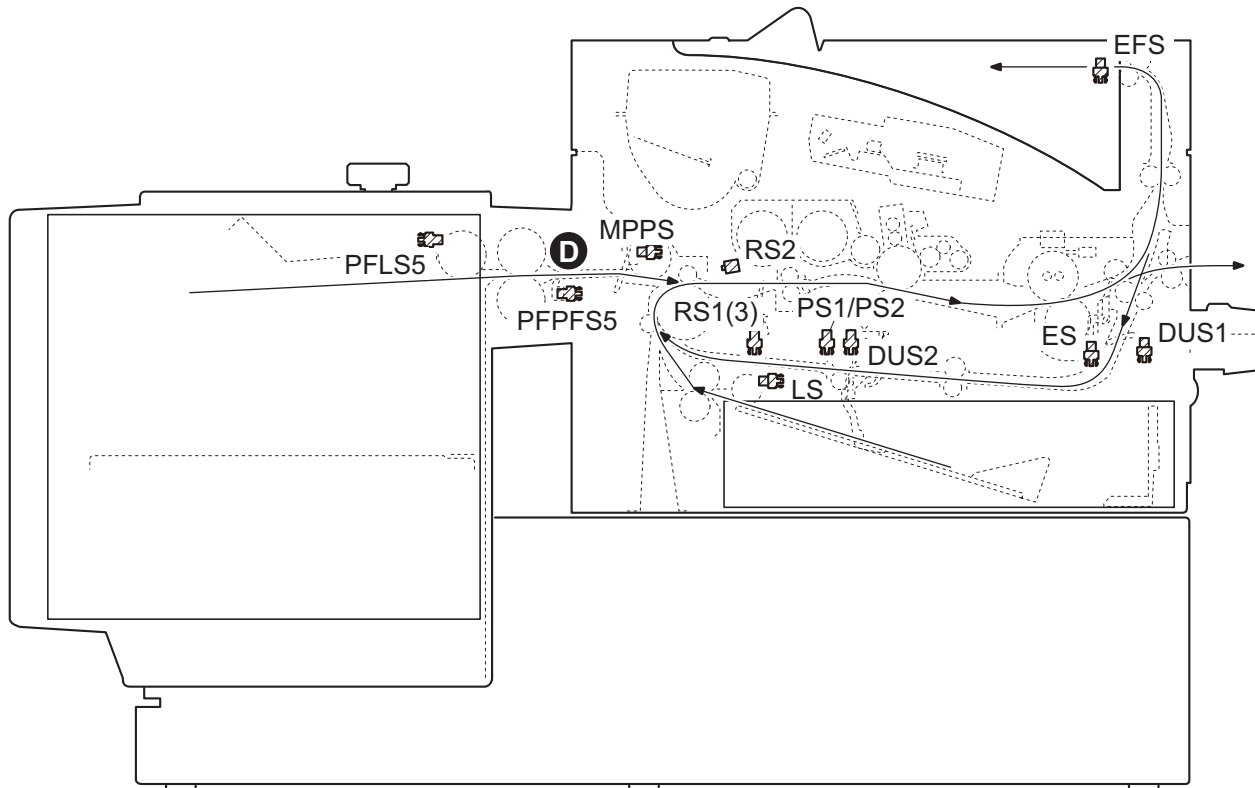 EFS
MPPS
D
RS2
PFLS5
PFPFS5
RS1(3)
PS1/PS2
ES
DUS1
DUS2
LS